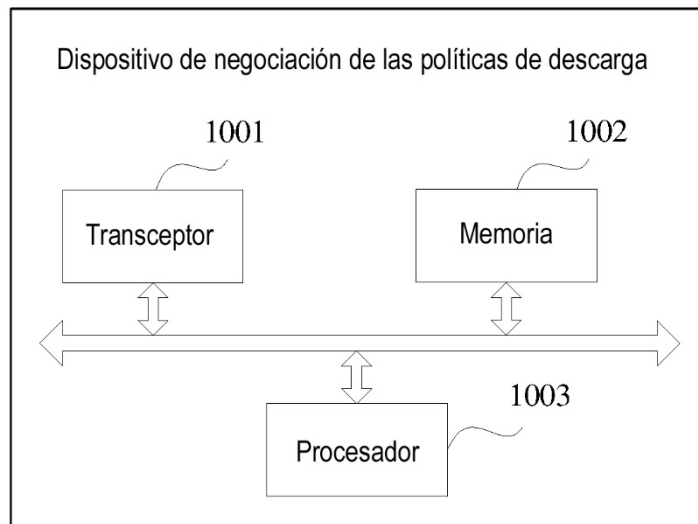 Dispositivo de negociación de las políticas de descarga
1001
1002
Transceptor
Memoria
1003
Procesador